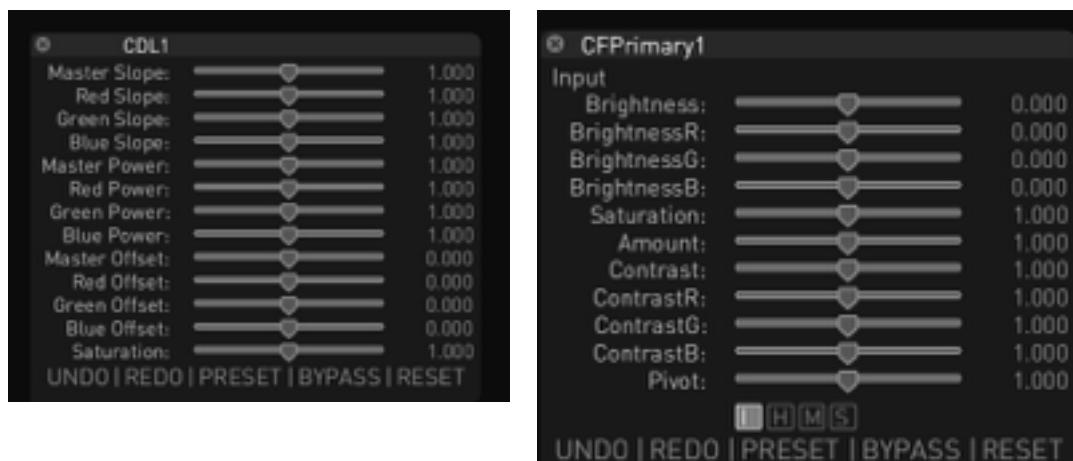 CDL1
Master Slope: 1.000
Red Slope: 1.000
Green Slope: 1.000
Blue Slope: 1.000
Master Power: 1.000
Red Power: 1.000
Green Power: 1.000
Blue Power: 1.000
Master Offset: 0.000
Red Offset: 0.000
Green Offset: 0.000
Blue Offset: 0.000
Saturation: 1.000
UNDO | REDO | PRESET | BYPASS | RESET
CFPrimary1
Input
Brightness: 0.000
BrightnessR: 0.000
BrightnessG: 0.000
BrightnessB: 0.000
Saturation: 1.000
Amount: 1.000
Contrast: 1.000
ContrastR: 1.000
ContrastG: 1.000
ContrastB: 1.000
Pivot: 1.000
I H M S
UNDO | REDO | PRESET | BYPASS | RESET